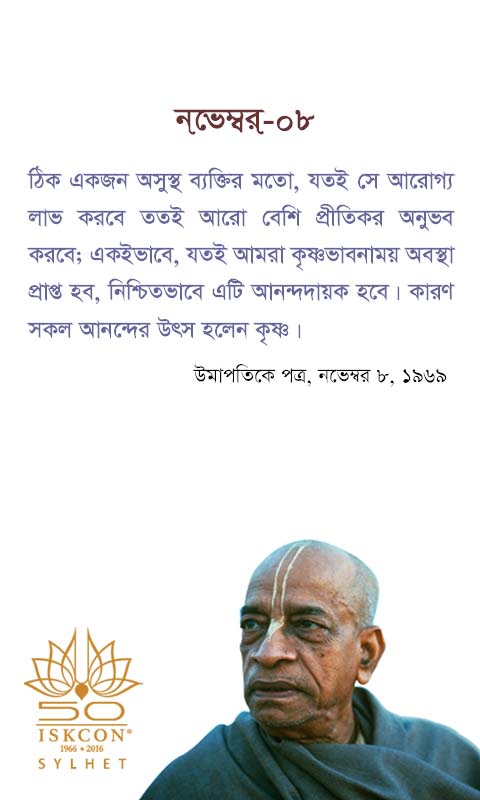 নভেম্বর-০৮
ঠিক একজন অসুস্থ ব্যক্তির মতো, যতই সে আরোগ্য
লাভ করবে ততই আরো বেশি প্রীতিকর অনুভব
করবে; একইভাবে, যতই আমরা কৃষ্ণভাবনাময় অবস্থা
প্রাপ্ত হব, নিশ্চিতভাবে এটি আনন্দদায়ক হবে। কারণ
সকল আনন্দের উৎস হলেন কৃষ্ণ।
উমাপতিকে পত্র, নভেম্বর ৮, ১৯৬৯
50
ISKCON®
1966 • 2016
SYLHET